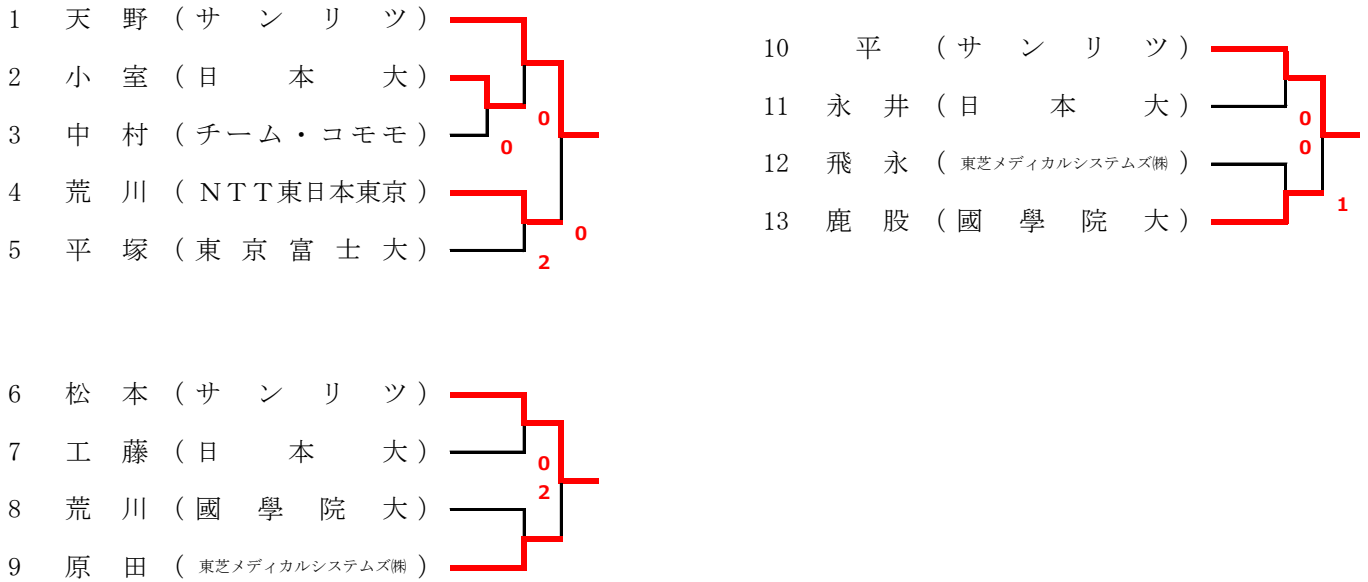 1 天野(サンリツ)
2 小室(日本大)
3 中村(チーム・コモモ)
0
0
4 荒川(NTT東日本東京)
5 平塚(東京富士大)
0
2
6 松本(サンリツ)
7 工藤(日本大)
0
2
8 荒川(國學院大)
9 原田(東芝メディカルシステムズ㈱)
10 平(サンリツ)
11 永井(日本大)
0
0
12 飛永(東芝メディカルシステムズ㈱)
13 鹿股(國學院大)
1